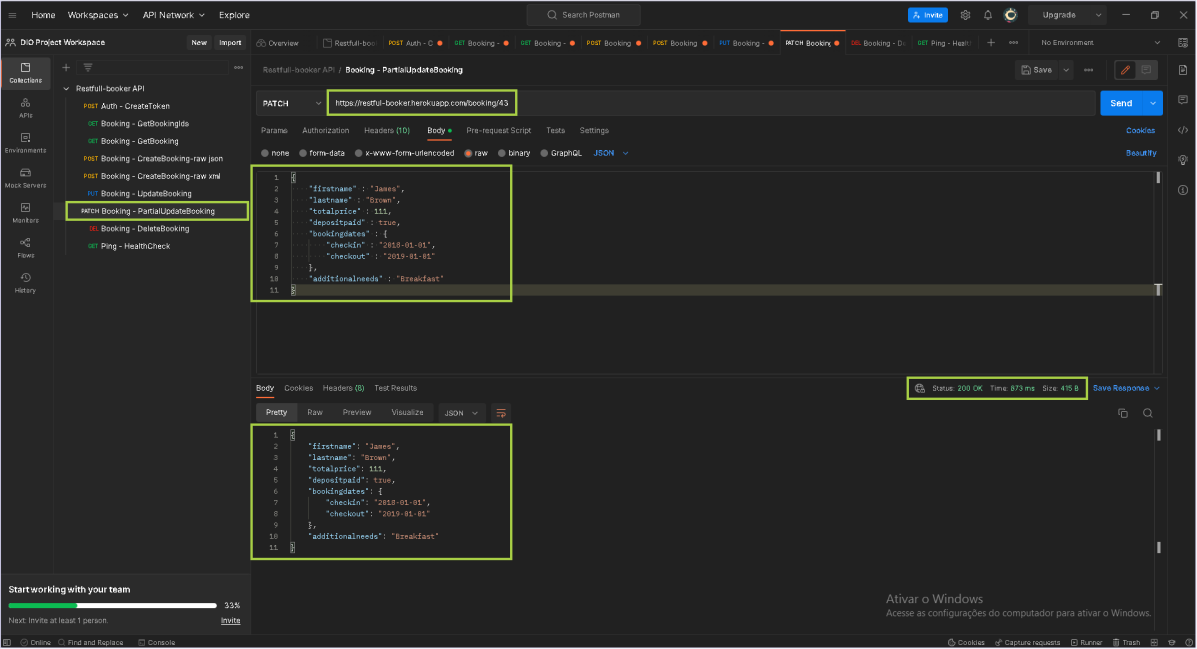 Home Workspaces API Network Explore Search Postman Invite Upgrade
DIO Project Workspace New Import Overview Restfull-boo POST Auth - C GET Booking - GET Booking - POST Booking POST Booking PUT Booking - PATCH Booking DEL Booking - D GET Ping - Healt No Environment
Restfull-booker API / Booking - PartialUpdateBooking Save
Collections
APIs
Environments
Mock Servers
Monitors
Flows
History
Restfull-booker API
POST Auth - CreateToken
GET Booking - GetBookingIds
GET Booking - GetBooking
POST Booking - CreateBooking-raw json
POST Booking - CreateBooking-raw xml
PUT Booking - UpdateBooking
PATCH Booking - PartialUpdateBooking
DEL Booking - DeleteBooking
GET Ping - HealthCheck
PATCH https://restful-booker.herokuapp.com/booking/43 Send
Params Authorization Headers (10) Body Pre-request Script Tests Settings Cookies
none form-data x-www-form-urlencoded raw binary GraphQL JSON Beautify
1 {
2 "firstname" : "James",
3 "lastname" : "Brown",
4 "totalprice" : 111,
5 "depositpaid" : true,
6 "bookingdates" : {
7 "checkin" : "2018-01-01",
8 "checkout" : "2019-01-01"
9 },
10 "additionalneeds" : "Breakfast"
11 }
Body Cookies Headers (8) Test Results Status: 200 OK Time: 873 ms Size: 415 B Save Response
Pretty Raw Preview Visualize JSON
1 {
2 "firstname": "James",
3 "lastname": "Brown",
4 "totalprice": 111,
5 "depositpaid": true,
6 "bookingdates": {
7 "checkin": "2018-01-01",
8 "checkout": "2019-01-01"
9 },
10 "additionalneeds": "Breakfast"
11 }
Start working with your team
33%
Next: Invite at least 1 person. Invite
Ativar o Windows
Acesse as configurações do computador para ativar o Windows.
Online Find and Replace Console Cookies Capture requests Runner Trash